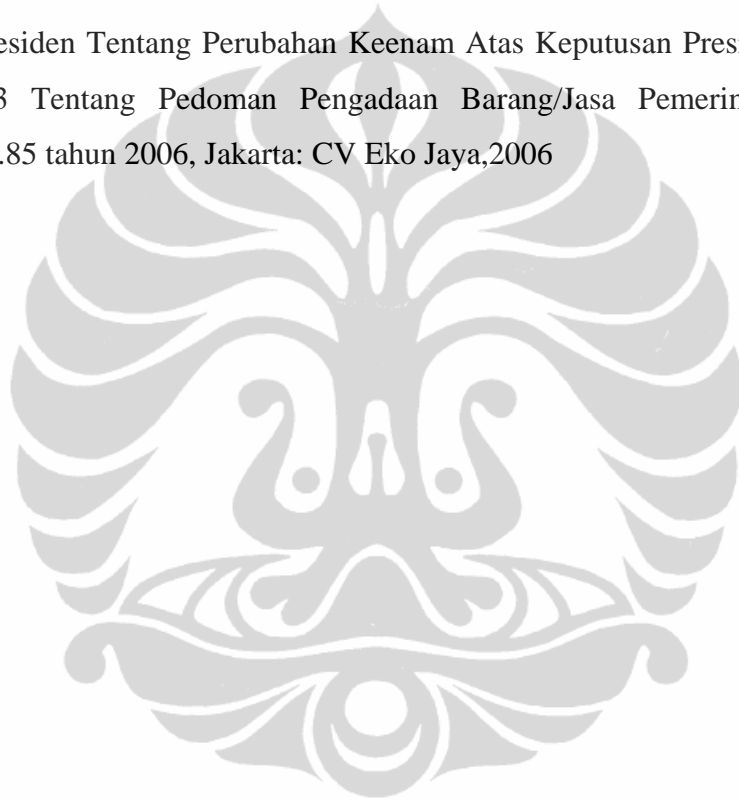 esiden Tentang Perubahan Keenam Atas Keputusan Presi
3 Tentang Pedoman Pengadaan Barang/Jasa Pemerin
.85 tahun 2006, Jakarta: CV Eko Jaya,2006